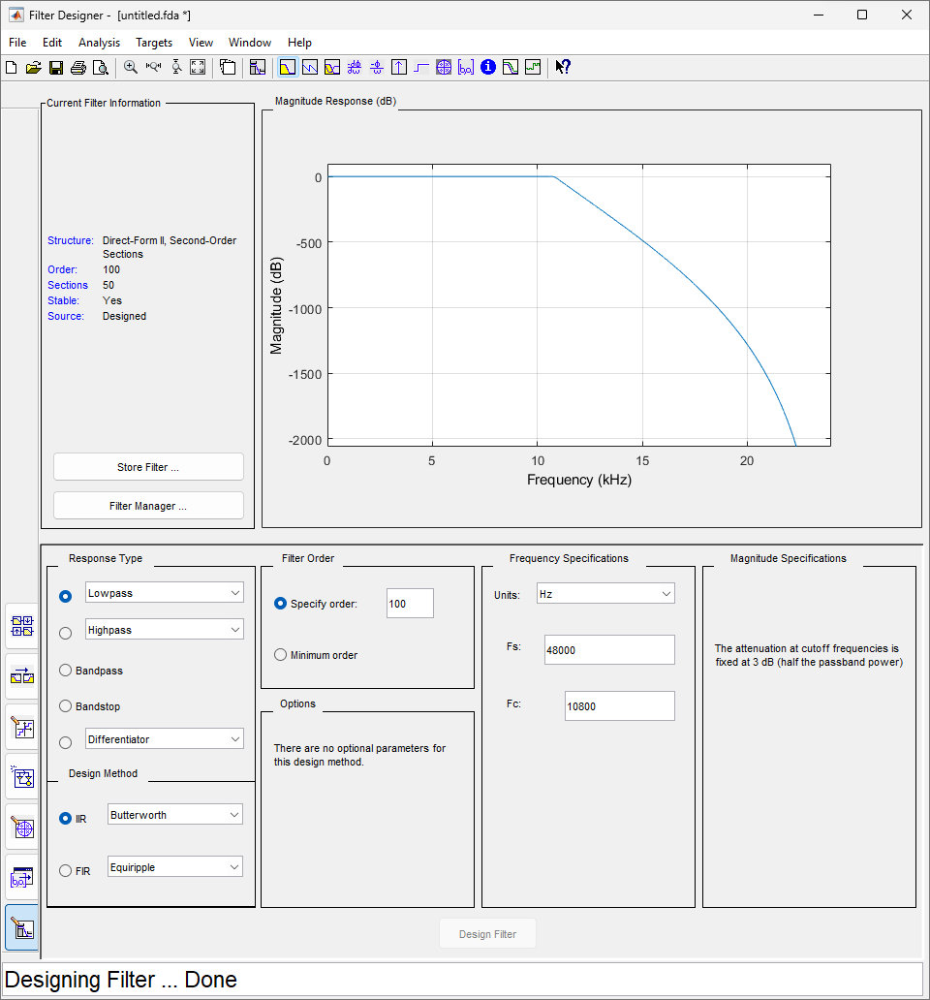 Filter Designer - [untitled.fda *]
File Edit Analysis Targets View Window Help
Current Filter Information
Structure: Direct-Form II, Second-Order
Sections
Order: 100
Sections 50
Stable: Yes
Source: Designed
Store Filter ...
Filter Manager ...
Magnitude Response (dB)
Magnitude (dB)
0
-500
-1000
-1500
-2000
0 5 10 15 20
Frequency (kHz)
Response Type
Lowpass
Highpass
Bandpass
Bandstop
Differentiator
Design Method
IIR Butterworth
FIR Equiripple
Filter Order
Specify order: 100
Minimum order
Options
There are no optional parameters for
this design method.
Frequency Specifications
Units: Hz
Fs: 48000
Fc: 10800
Magnitude Specifications
The attenuation at cutoff frequencies is
fixed at 3 dB (half the passband power)
Design Filter
Designing Filter ... Done